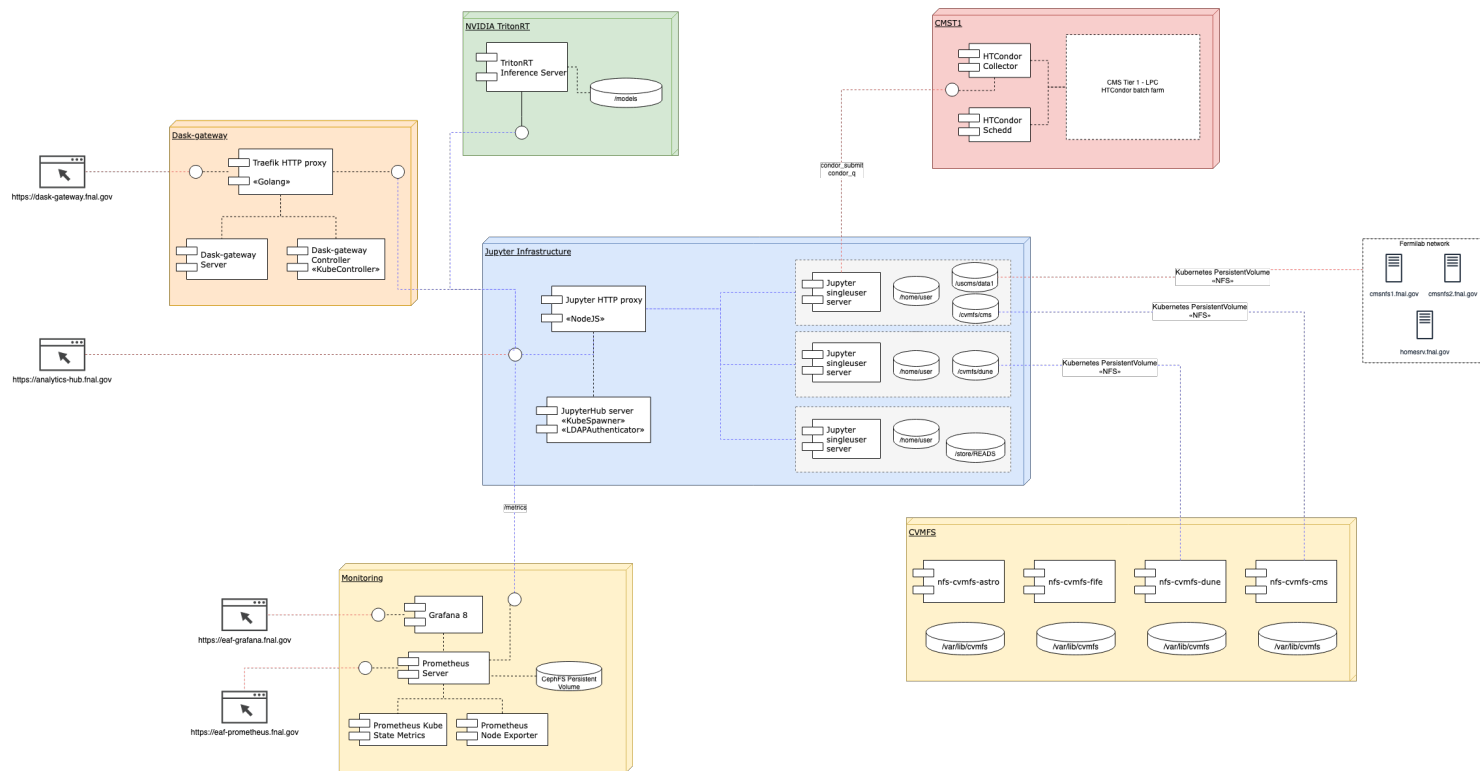 NVIDIA TritonRT
TritonRT
Inference Server
/models
CMST1
HTCondor
Collector
HTCondor
Schedd
CMS Tier 1 - LPC
HTCondor batch farm
Dask-gateway
Traefik HTTP proxy
«Golang»
Dask-gateway
Server
Dask-gateway
Controller
«KubeController»
https://dask-gateway.fnal.gov
condor_submit
condor_q
Jupyter Infrastructure
Jupyter HTTP proxy
«NodeJS»
JupyterHub server
«KubeSpawner»
«LDAPAuthenticator»
Jupyter
singleuser
server
/home/user
/uscms/data1
/cvmfs/cms
Jupyter
singleuser
server
/home/user
/cvmfs/dune
Jupyter
singleuser
server
/home/user
/store/READS
Kubernetes PersistentVolume
«NFS»
Kubernetes PersistentVolume
«NFS»
Kubernetes PersistentVolume
«NFS»
Fermilab network
cmsnfs1.fnal.gov
cmsnfs2.fnal.gov
homesrv.fnal.gov
https://analytics-hub.fnal.gov
/metrics
CVMFS
nfs-cvmfs-astro
nfs-cvmfs-fife
nfs-cvmfs-dune
nfs-cvmfs-cms
/var/lib/cvmfs
/var/lib/cvmfs
/var/lib/cvmfs
/var/lib/cvmfs
Monitoring
Grafana 8
Prometheus
Server
CephFS Persistent
Volume
Prometheus Kube
State Metrics
Prometheus
Node Exporter
https://eaf-grafana.fnal.gov
https://eaf-prometheus.fnal.gov